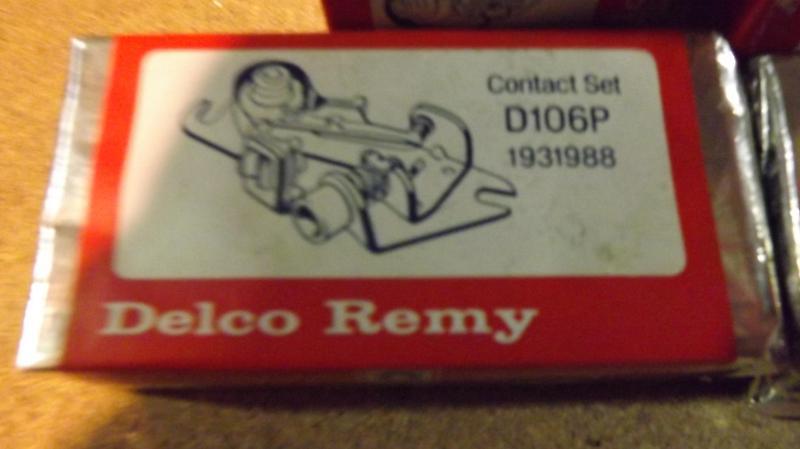 Contact Set
D106P
1931988
Delco Remy